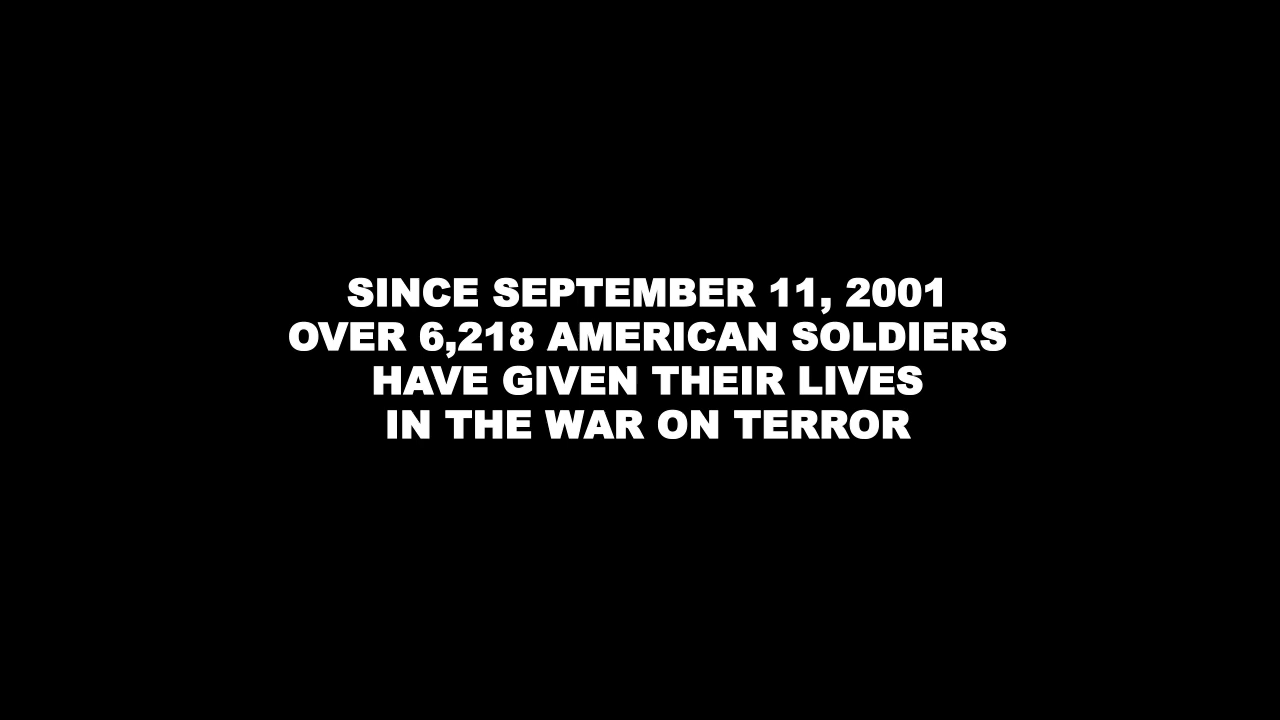 SINCE SEPTEMBER 11, 2001
OVER 6,218 AMERICAN SOLDIERS
HAVE GIVEN THEIR LIVES
IN THE WAR ON TERROR